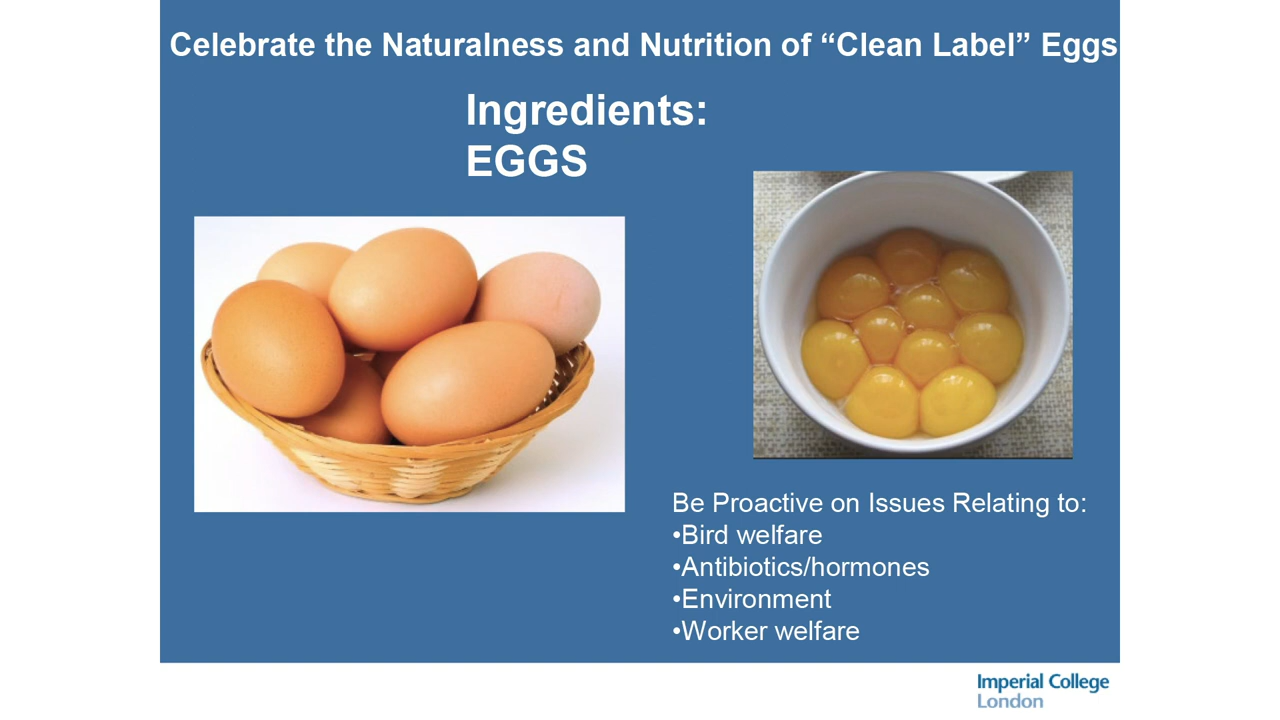 Celebrate the Naturalness and Nutrition of “Clean Label” Eggs
Ingredients:
EGGS
Be Proactive on Issues Relating to:
•Bird welfare
•Antibiotics/hormones
•Environment
•Worker welfare
Imperial College
London